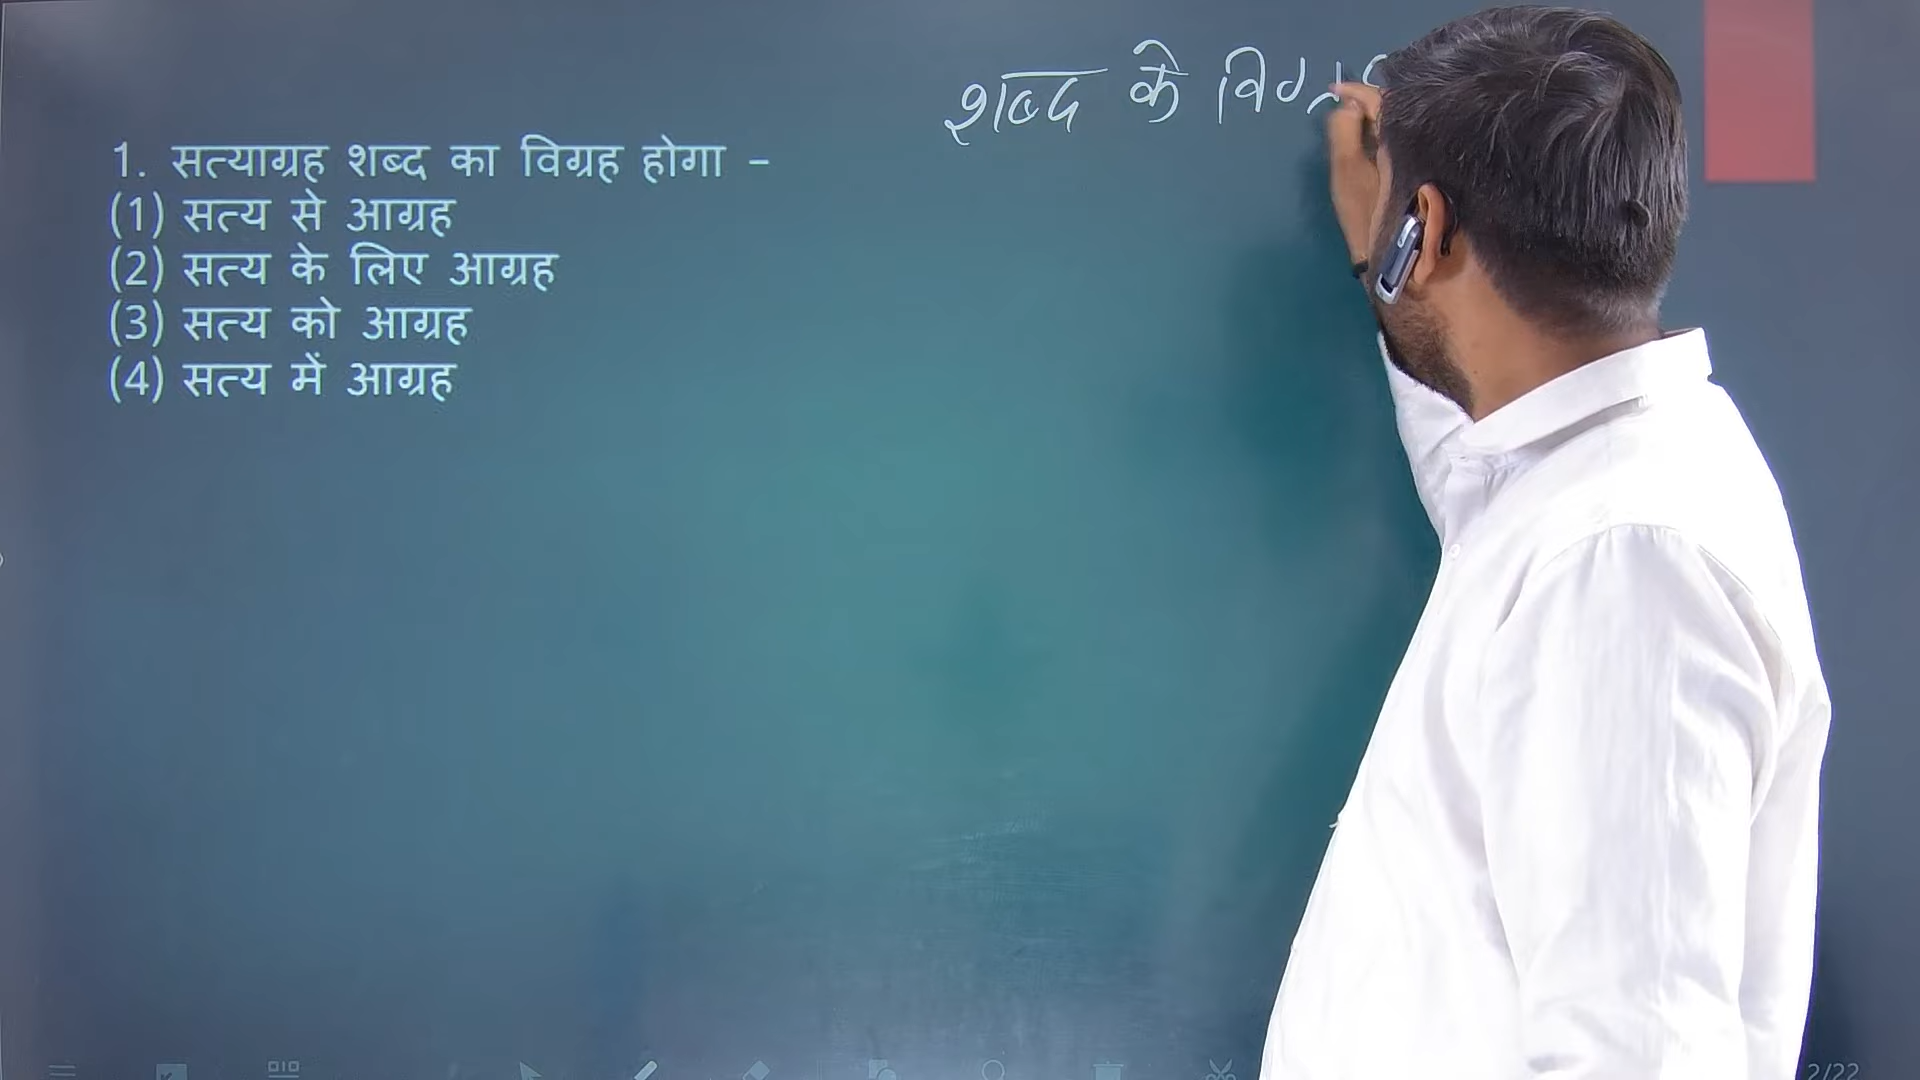 शब्द के
1. सत्याग्रह शब्द का विग्रह होगा –
(1) सत्य से आग्रह
(2) सत्य के लिए आग्रह
(3) सत्य को आग्रह
(4) सत्य में आग्रह
2/22